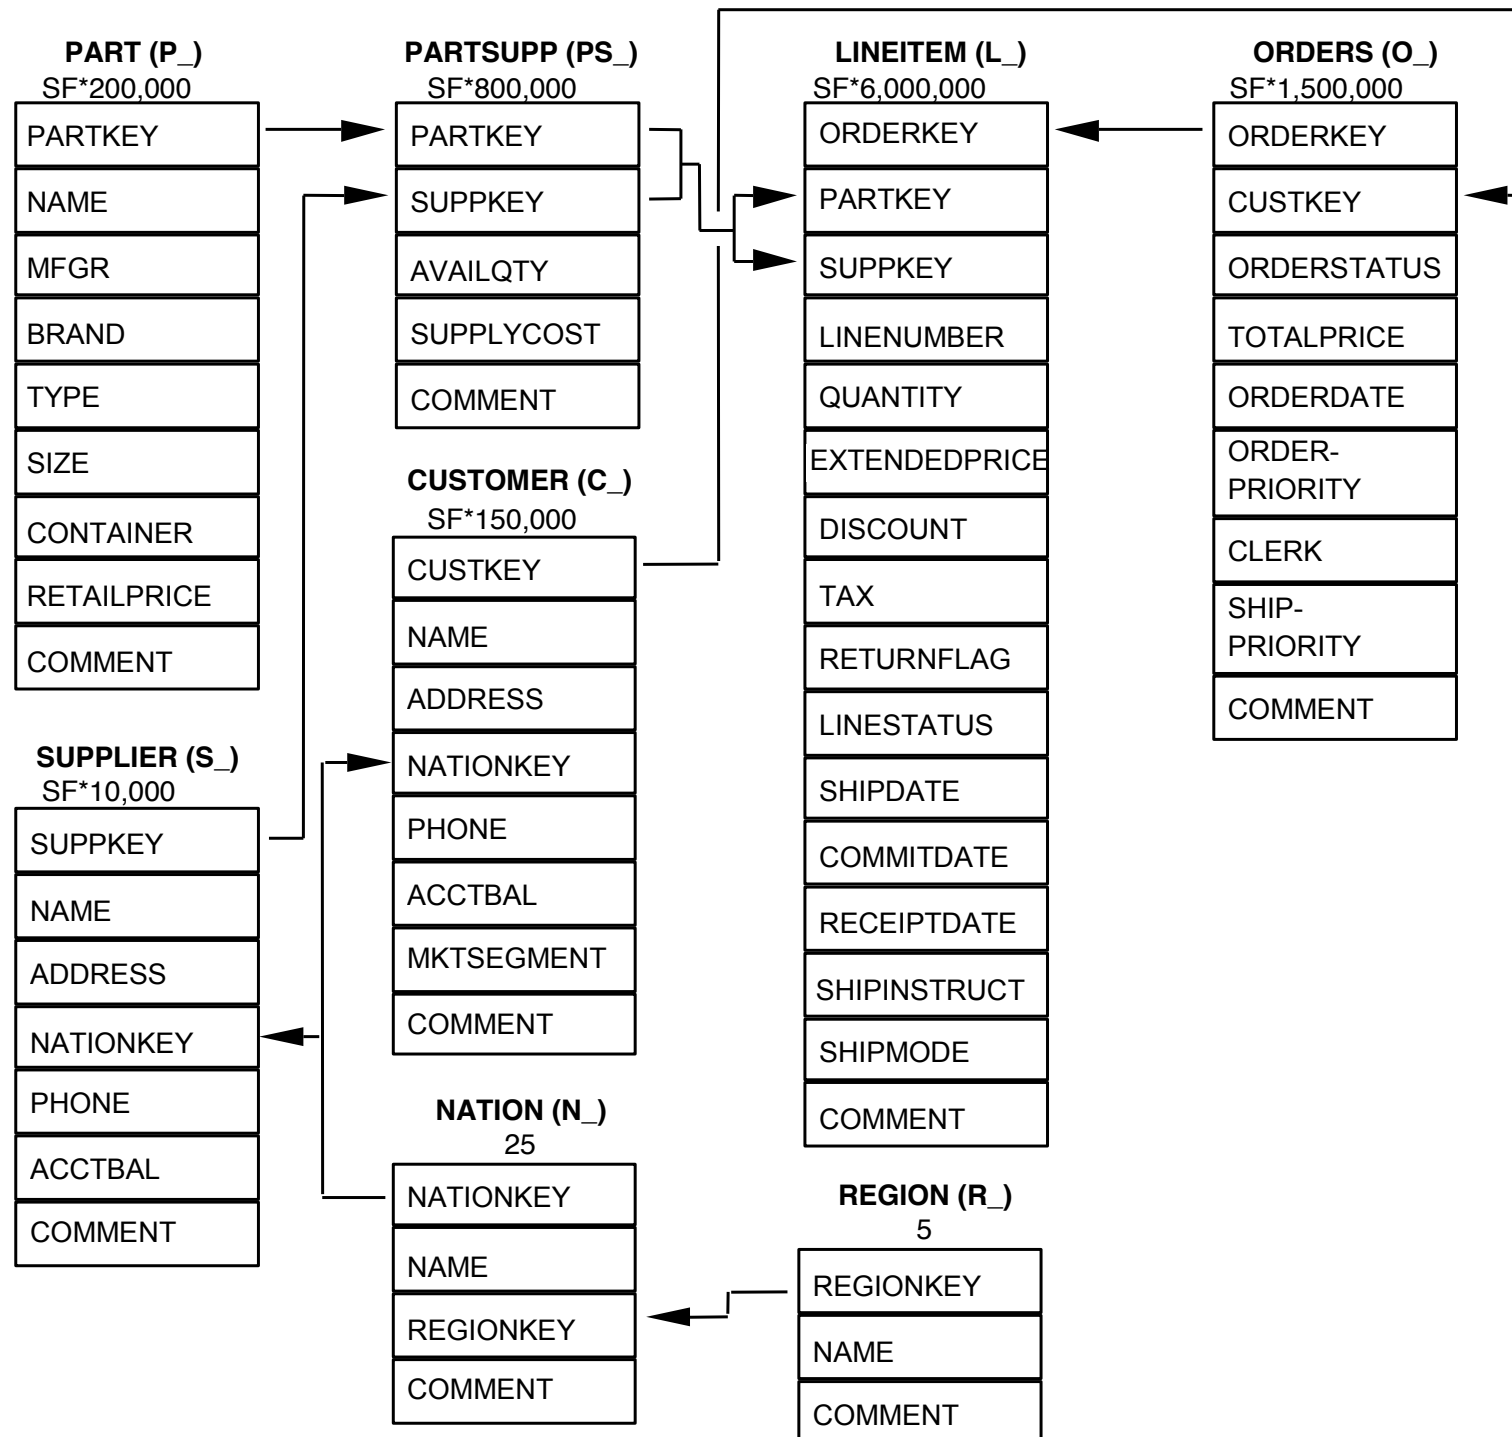 PART (P_)
SF*200,000
PARTKEY
NAME
MFGR
BRAND
TYPE
SIZE
CONTAINER
RETAILPRICE
COMMENT
SUPPLIER (S_)
SF*10,000
SUPPKEY
NAME
ADDRESS
NATIONKEY
PHONE
ACCTBAL
COMMENT
PARTSUPP (PS_)
SF*800,000
PARTKEY
SUPPKEY
AVAILQTY
SUPPLYCOST
COMMENT
CUSTOMER (C_)
SF*150,000
CUSTKEY
NAME
ADDRESS
NATIONKEY
PHONE
ACCTBAL
MKTSEGMENT
COMMENT
NATION (N_)
25
NATIONKEY
NAME
REGIONKEY
COMMENT
LINEITEM (L_)
SF*6,000,000
ORDERKEY
PARTKEY
SUPPKEY
LINENUMBER
QUANTITY
EXTENDEDPRICE
DISCOUNT
TAX
RETURNFLAG
LINESTATUS
SHIPDATE
COMMITDATE
RECEIPTDATE
SHIPINSTRUCT
SHIPMODE
COMMENT
REGION (R_)
5
REGIONKEY
NAME
COMMENT
ORDERS (O_)
SF*1,500,000
ORDERKEY
CUSTKEY
ORDERSTATUS
TOTALPRICE
ORDERDATE
ORDER-
PRIORITY
CLERK
SHIP-
PRIORITY
COMMENT